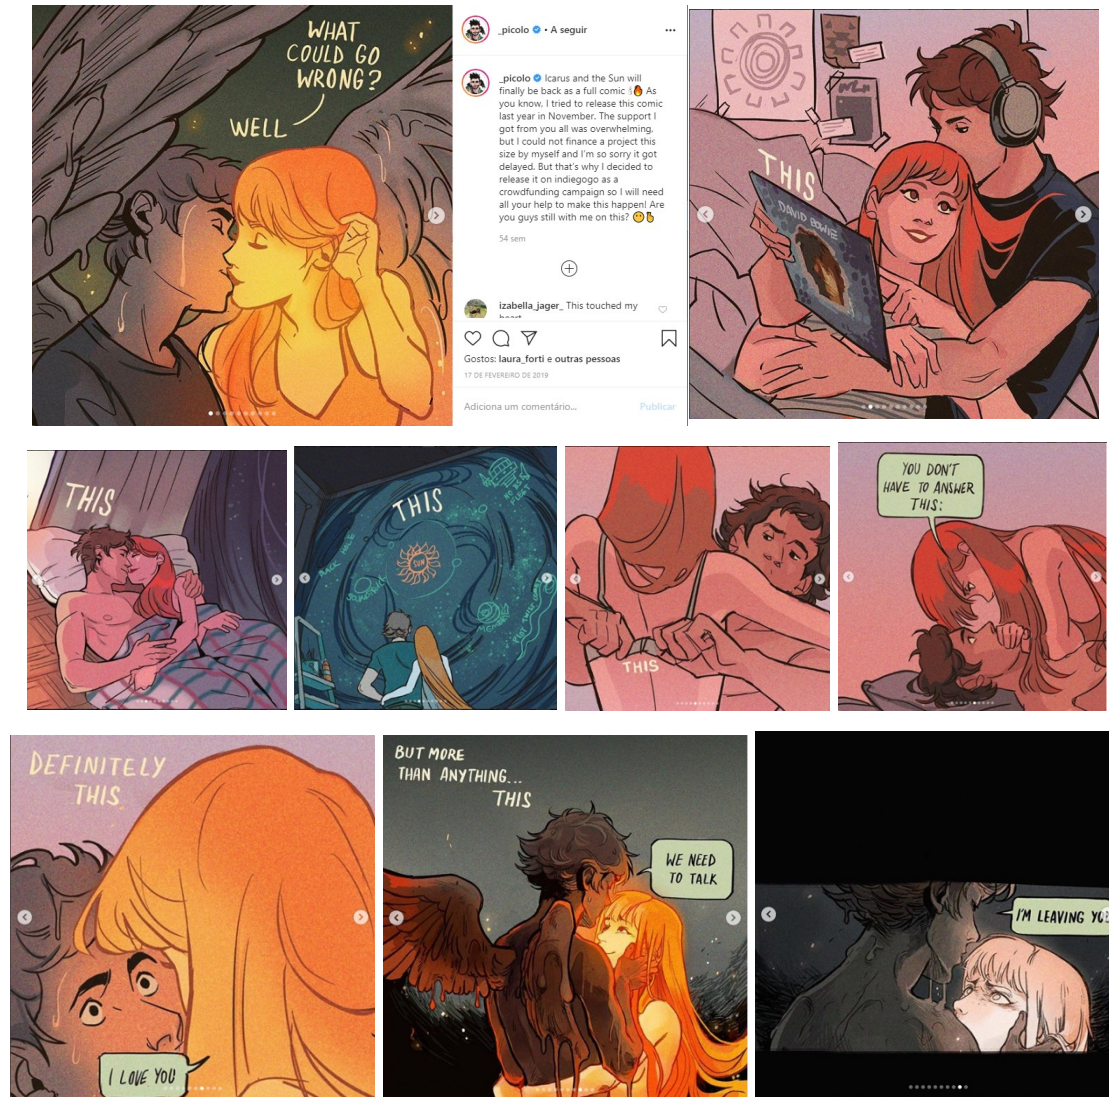 WHAT
COULD GO
WRONG?
WELL
_picolo • A seguir
_picolo Icarus and the Sun will
finally be back as a full comic 🕯🔥 As
you know, I tried to release this comic
last year in November. The support I
got from you all was overwhelming,
but I could not finance a project this
size by myself and I'm so sorry it got
delayed. But that's why I decided to
release it on indiegogo as a
crowdfunding campaign so I will need
all your help to make this happen! Are
you guys still with me on this?
54 sem
izabella_jager_ This touched my
heart
Gostos: laura_forti e outras pessoas
17 DE FEVEREIRO DE 2019
Adiciona um comentário...
Publicar
THIS
DAVID BOWIE
THIS
THIS
SUN
THIS
YOU DON'T
HAVE TO ANSWER
THIS:
DEFINITELY
THIS
I LOVE YOU
BUT MORE
THAN ANYTHING...
THIS
WE NEED
TO TALK
I'M LEAVING YO